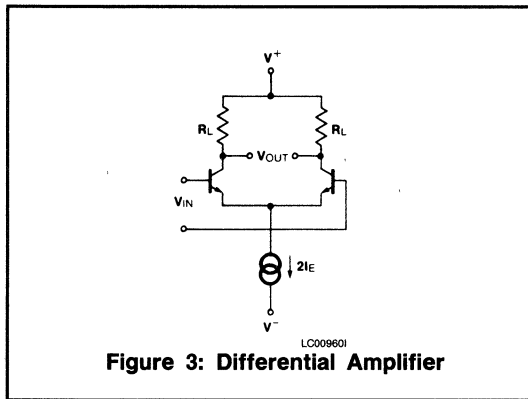 V+
RL
RL
VOUT
VIN
2IE
V-
LC00960I
Figure 3: Differential Amplifier